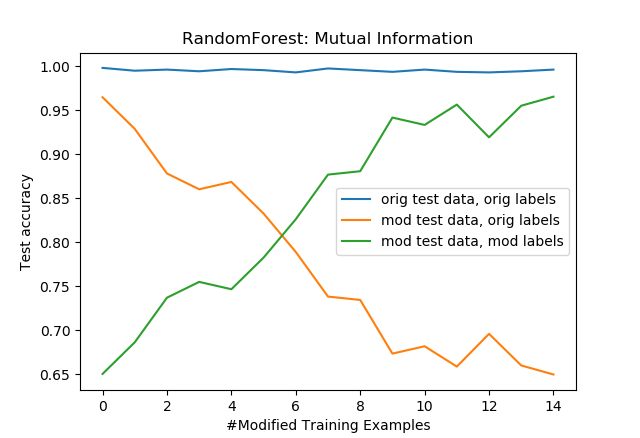 RandomForest: Mutual Information
Test accuracy
1.00
0.95
0.90
0.85
0.80
0.75
0.70
0.65
orig test data, orig labels
mod test data, orig labels
mod test data, mod labels
0 2 4 6 8 10 12 14
#Modified Training Examples